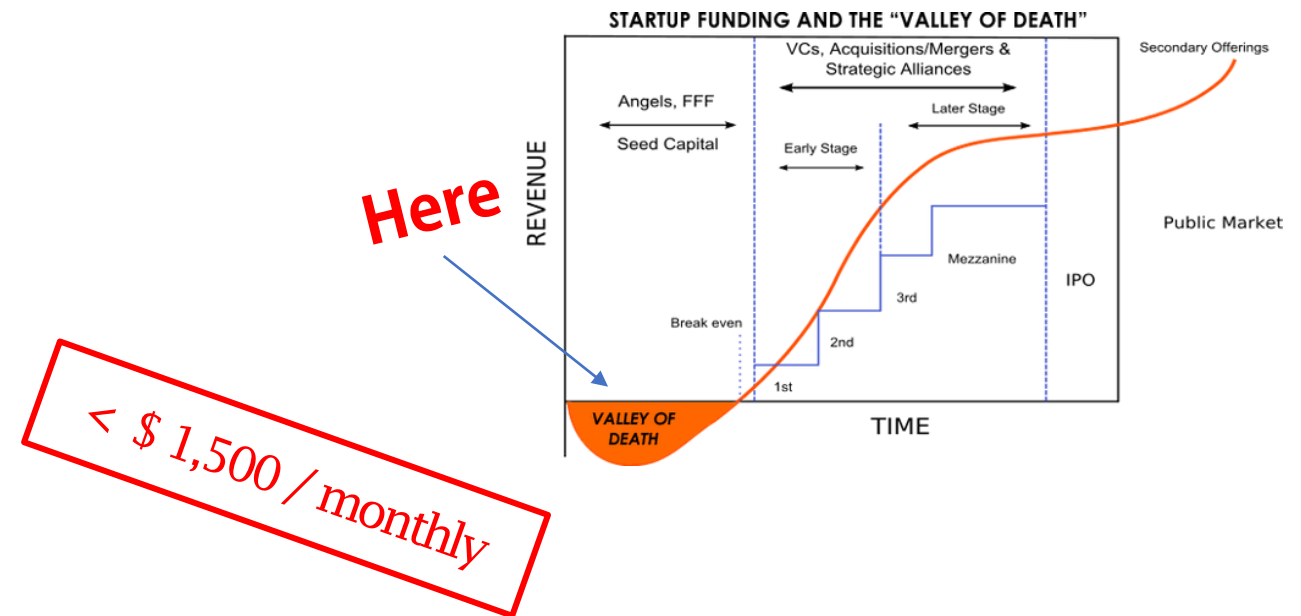 STARTUP FUNDING AND THE “VALLEY OF DEATH”
VCs, Acquisitions/Mergers &
Strategic Alliances
Secondary Offerings
Angels, FFF
Seed Capital
Later Stage
Early Stage
REVENUE
Here
Public Market
Mezzanine
IPO
3rd
Break even
2nd
1st
VALLEY OF
DEATH
TIME
< $ 1,500 / monthly